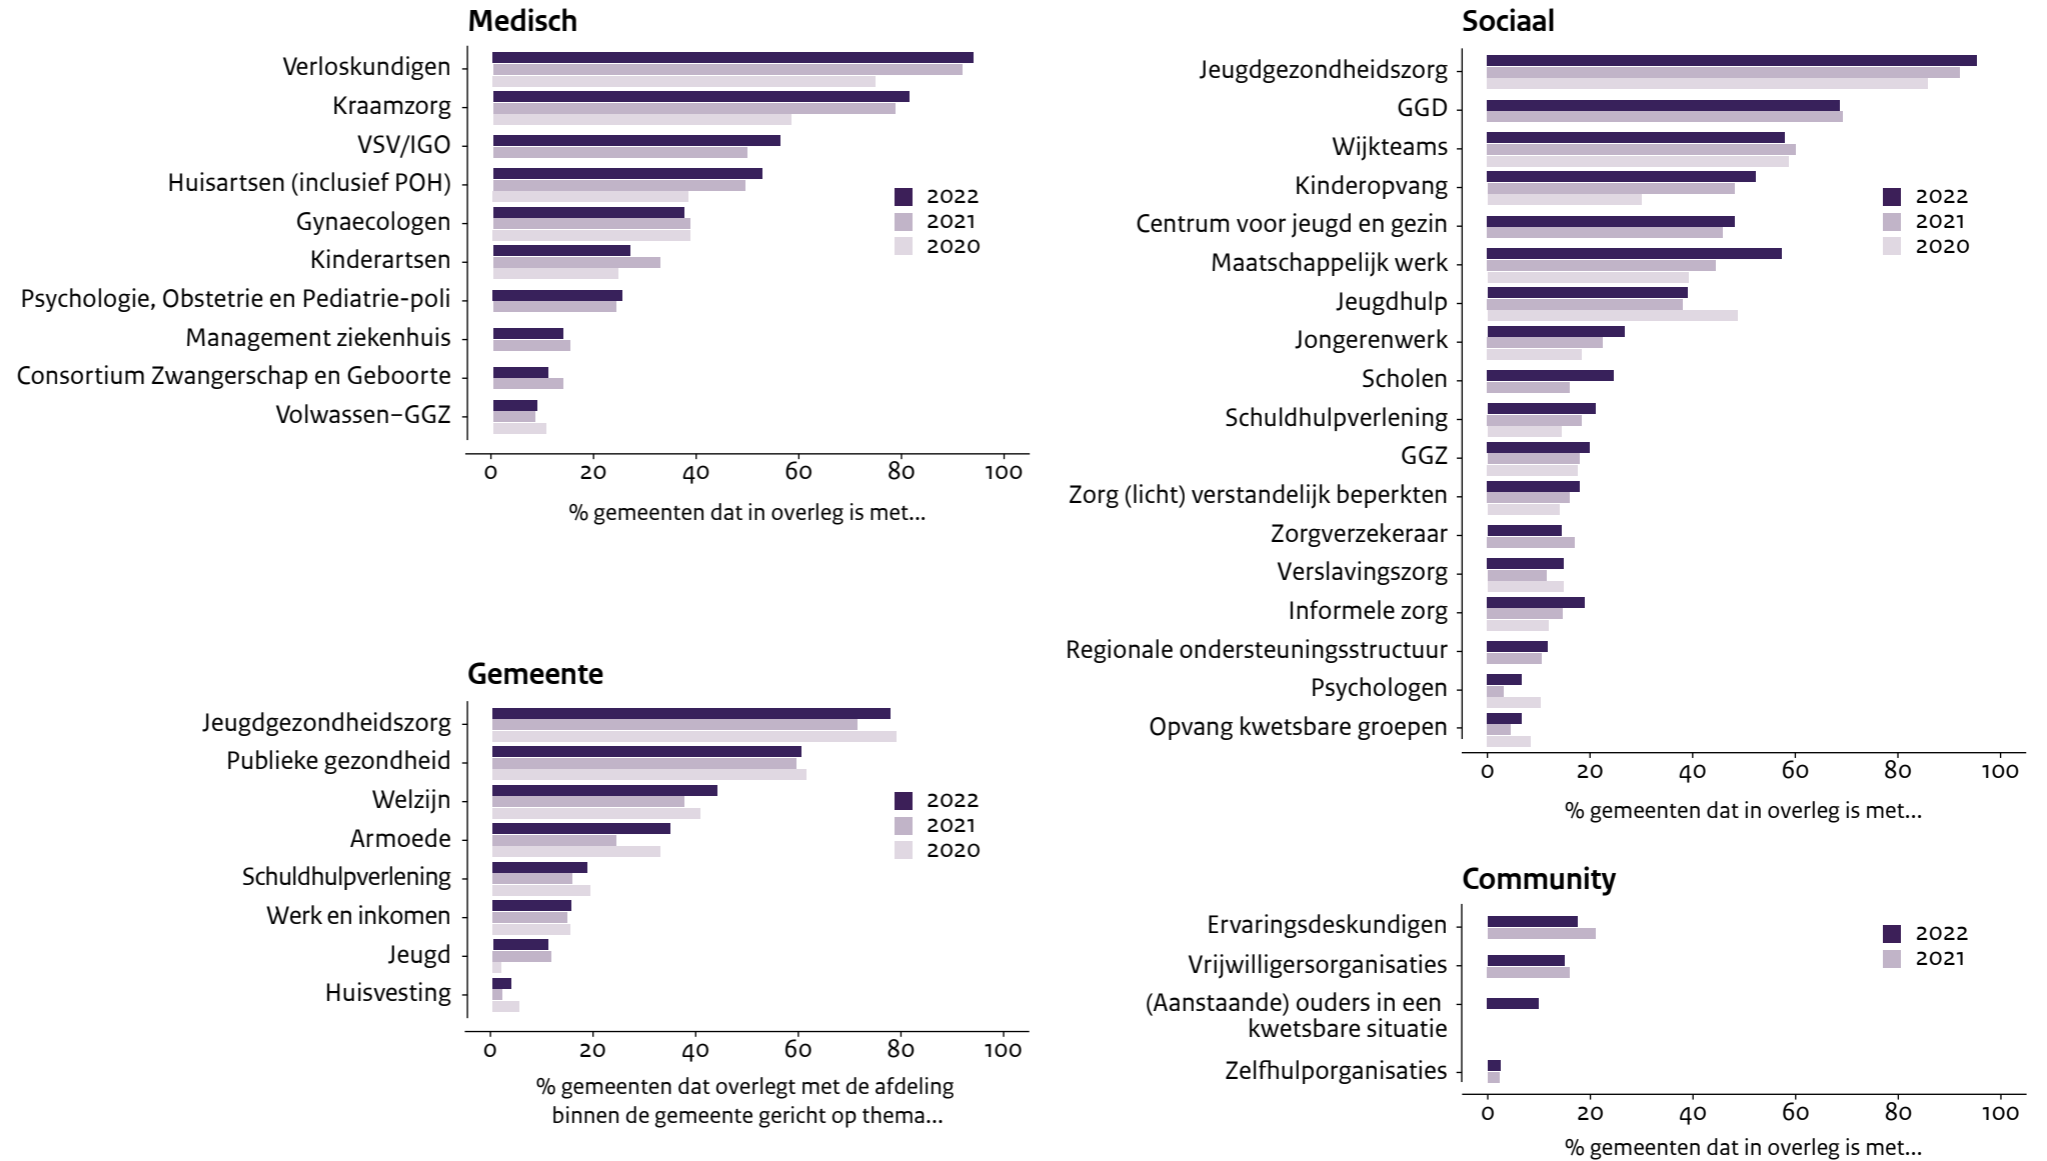 Medisch
Verloskundigen
Kraamzorg
VSV/IGO
Huisartsen (inclusief POH)
Gynaecologen
Kinderartsen
Psychologie, Obstetrie en Pediatrie-poli
Management ziekenhuis
Consortium Zwangerschap en Geboorte
Volwassen–GGZ
2022
2021
2020
0 20 40 60 80 100
% gemeenten dat in overleg is met...
Gemeente
Jeugdgezondheidszorg
Publieke gezondheid
Welzijn
Armoede
Schuldhulpverlening
Werk en inkomen
Jeugd
Huisvesting
2022
2021
2020
0 20 40 60 80 100
% gemeenten dat overlegt met de afdeling
binnen de gemeente gericht op thema...
Sociaal
Jeugdgezondheidszorg
GGD
Wijkteams
Kinderopvang
Centrum voor jeugd en gezin
Maatschappelijk werk
Jeugdhulp
Jongerenwerk
Scholen
Schuldhulpverlening
GGZ
Zorg (licht) verstandelijk beperkten
Zorgverzekeraar
Verslavingszorg
Informele zorg
Regionale ondersteuningsstructuur
Psychologen
Opvang kwetsbare groepen
2022
2021
2020
0 20 40 60 80 100
% gemeenten dat in overleg is met...
Community
Ervaringsdeskundigen
Vrijwilligersorganisaties
(Aanstaande) ouders in een
kwetsbare situatie
Zelfhulporganisaties
2022
2021
0 20 40 60 80 100
% gemeenten dat in overleg is met...